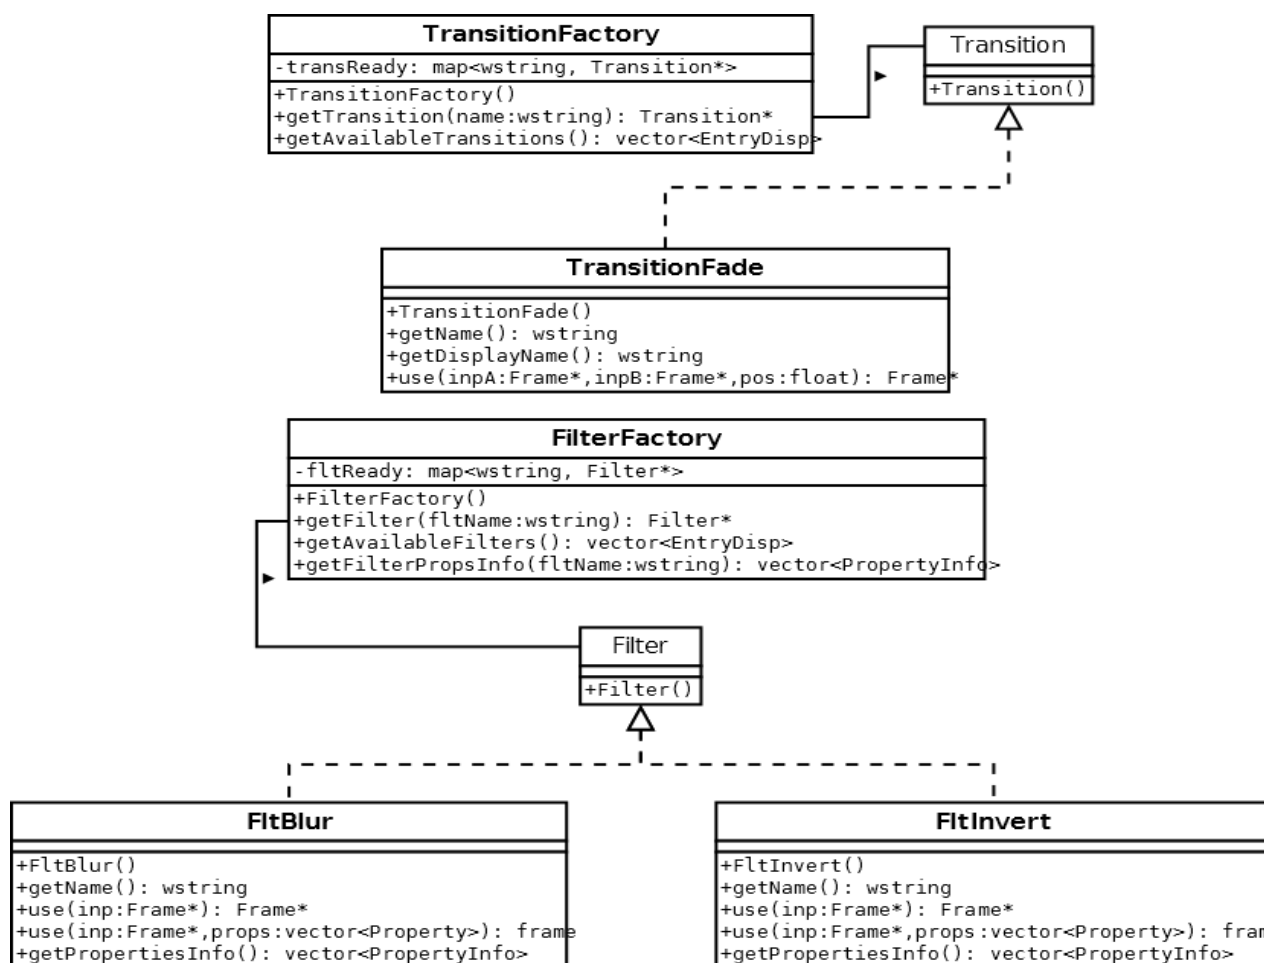 TransitionFactory
-transReady: map<wstring, Transition*>
+TransitionFactory()
+getTransition(name:wstring): Transition*
+getAvailableTransitions(): vector<EntryDisp>
Transition
+Transition()
TransitionFade
+TransitionFade()
+getName(): wstring
+getDisplayName(): wstring
+use(inpA:Frame*,inpB:Frame*,pos:float): Frame*
FilterFactory
-fltReady: map<wstring, Filter*>
+FilterFactory()
+getFilter(fltName:wstring): Filter*
+getAvailableFilters(): vector<EntryDisp>
+getFilterPropsInfo(fltName:wstring): vector<PropertyInfo>
Filter
+Filter()
FltBlur
+FltBlur()
+getName(): wstring
+use(inp:Frame*): Frame*
+use(inp:Frame*,props:vector<Property>): frame
+getPropertiesInfo(): vector<PropertyInfo>
FltInvert
+FltInvert()
+getName(): wstring
+use(inp:Frame*): Frame*
+use(inp:Frame*,props:vector<Property>):
+getPropertiesInfo(): vector<PropertyInfo>